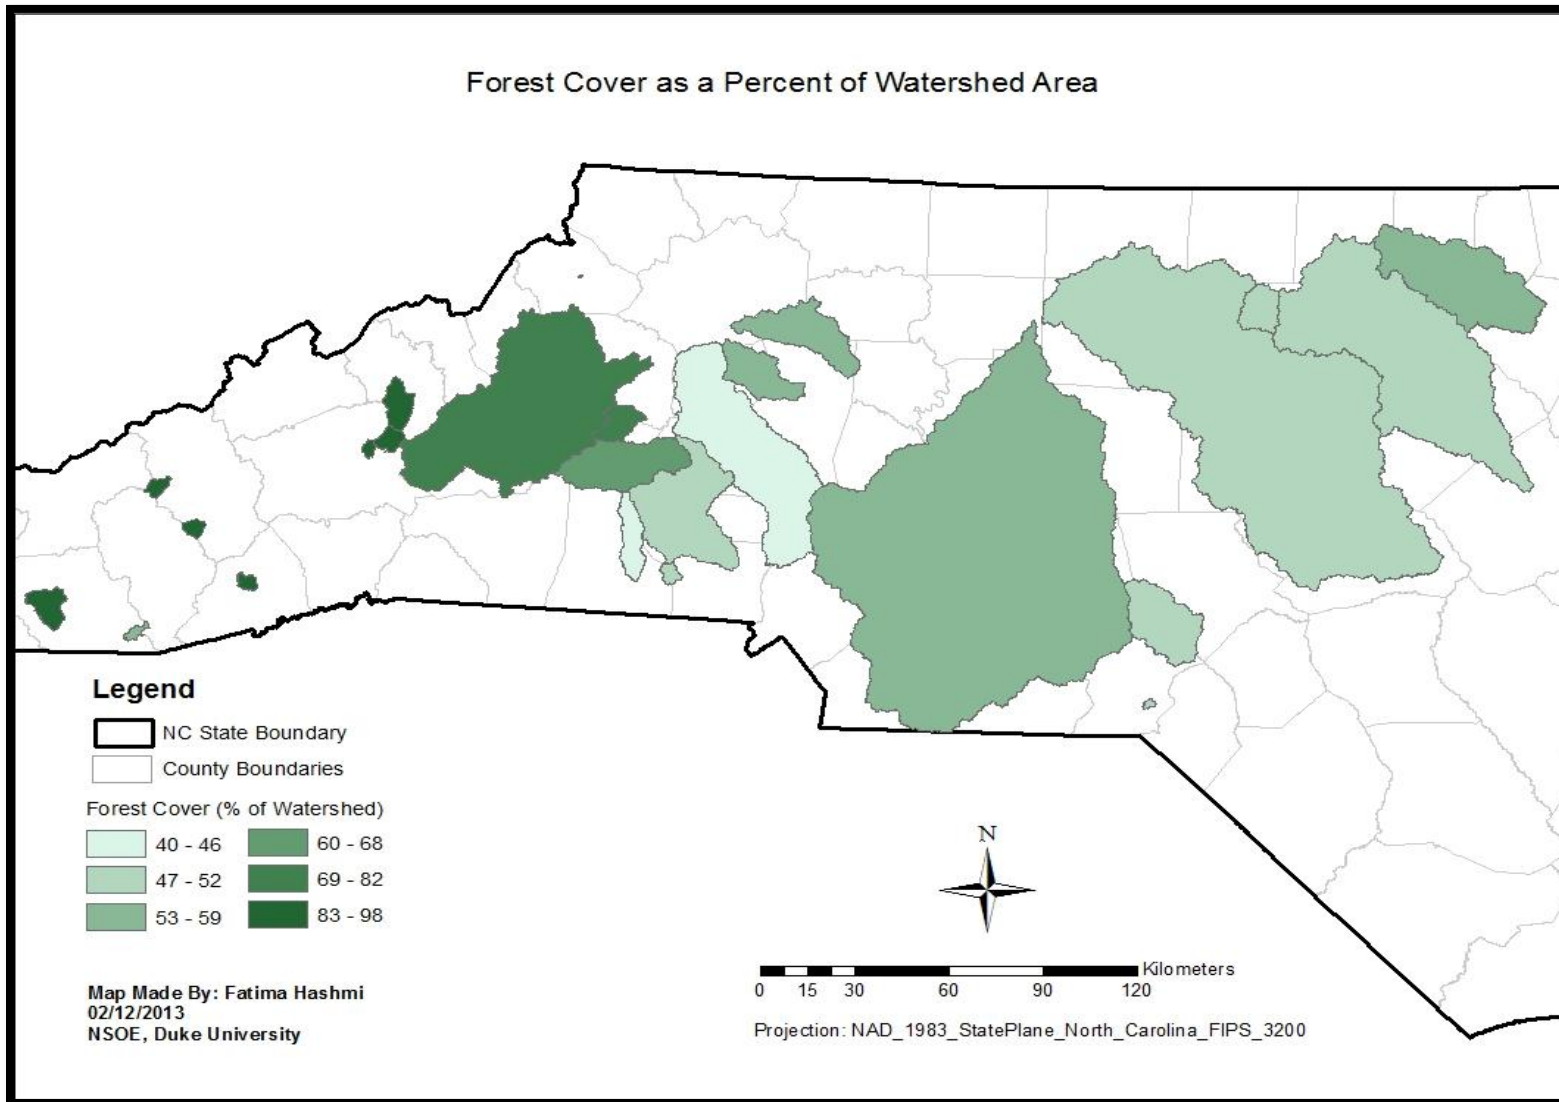 Forest Cover as a Percent of Watershed Area
Legend
NC State Boundary
County Boundaries
Forest Cover (% of Watershed)
40 - 46
60 - 68
47 - 52
69 - 82
53 - 59
83 - 98
Map Made By: Fatima Hashmi
02/12/2013
NSOE, Duke University
N
Kilometers
0 15 30 60 90 120
Projection: NAD_1983_StatePlane_North_Carolina_FIPS_3200